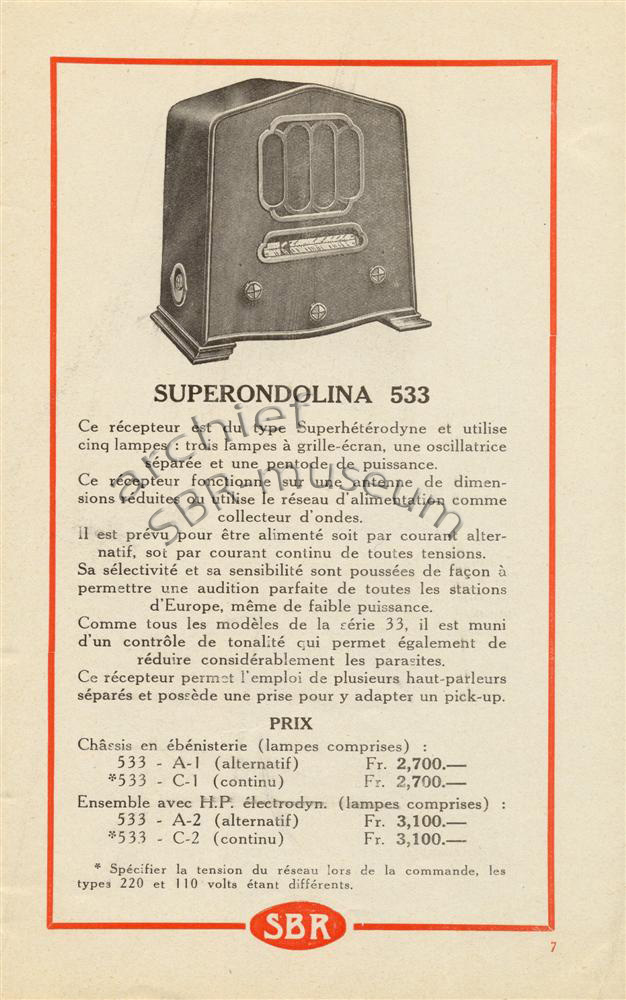 SUPERONDOLINA 533
Ce récepteur est du type Superhétérodyne et utilise
cinq lampes : trois lampes à grille-écran, une oscillatrice
séparée et une pentode de puissance.
Ce récepteur fonctionne sur une antenne de dimen-
sions réduites ou utilise le réseau d'alimentation comme
collecteur d'ondes.
Il est prévu pour être alimenté soit par courant alter-
natif, sot par courant continu de toutes tensions.
Sa sélectivité et sa sensibilité sont poussées de façon à
permettre une audition parfaite de toutes les stations
d'Europe, même de faible puissance.
Comme tous les modèles de la série 33, il est muni
d'un contrôle de tonalité qui permet également de
réduire considérablement les parasites.
Ce récepteur permet l'emploi de plusieurs haut-parleurs
séparés et possède une prise pour y adapter un pick-up.
PRIX
Châssis en ébénisterie (lampes comprises) :
533 - A-1 (alternatif) Fr. 2,700.—
*533 - C-1 (continu) Fr. 2,700.—
Ensemble avec H.P. électrodyn. (lampes comprises) :
533 - A-2 (alternatif) Fr. 3,100.—
*533 - C-2 (continu) Fr. 3,100.—
* Spécifier la tension du réseau lors de la commande, les
types 220 et 110 volts étant différents.
SBR
7
archief
SBR museum